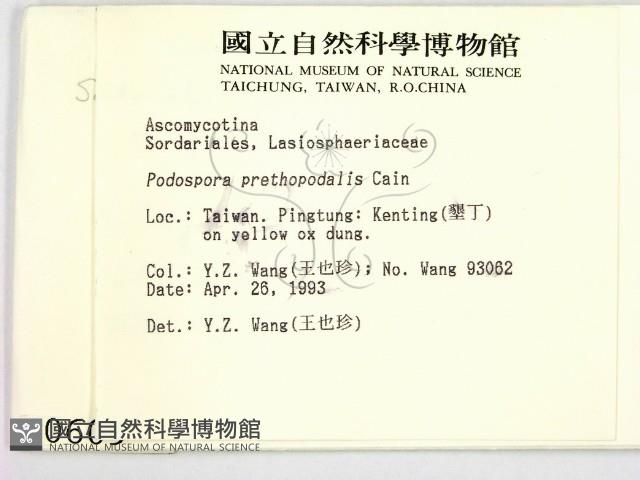 國立自然科學博物館
NATIONAL MUSEUM OF NATURAL SCIENCE
TAICHUNG, TAIWAN, R.O.CHINA
Ascomycotina
Sordariales, Lasiosphaeriaceae
Podospora prethopodalis Cain
Loc.: Taiwan. Pingtung: Kenting(墾丁)
on yellow ox dung.
Col.: Y.Z. Wang(王也珍); No. Wang 93062
Date: Apr. 26, 1993
Det.: Y.Z. Wang(王也珍)
國立自然科學博物館
NATIONAL MUSEUM OF NATURAL SCIENCE